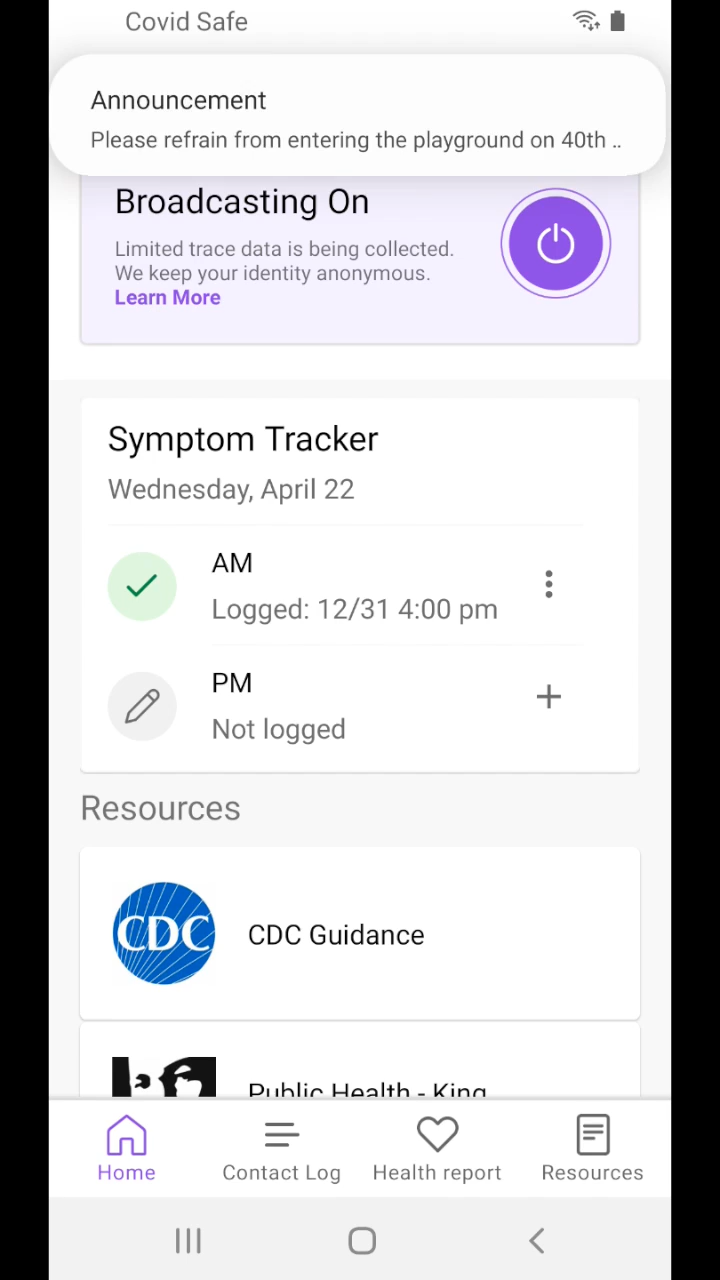 Covid Safe
Announcement
Please refrain from entering the playground on 40th ..
Broadcasting On
Limited trace data is being collected.
We keep your identity anonymous.
Learn More
Symptom Tracker
Wednesday, April 22
AM
Logged: 12/31 4:00 pm
PM
Not logged
Resources
CDC
CDC Guidance
Public Health - King
Home
Contact Log
Health report
Resources